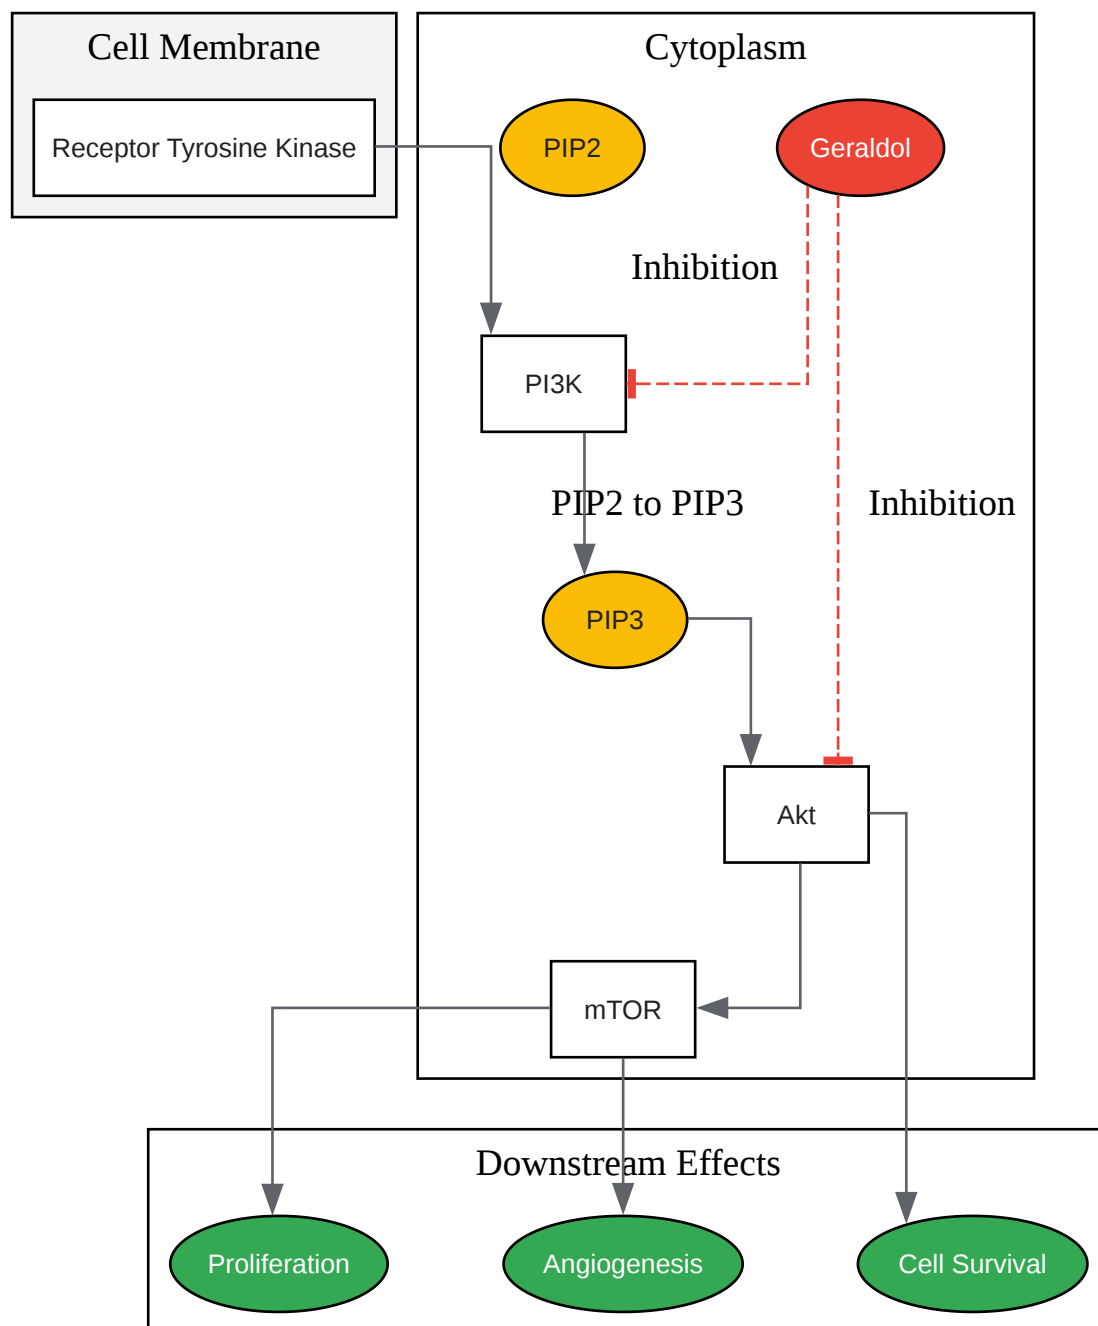 Cell Membrane
Cytoplasm
Receptor Tyrosine Kinase
PIP2
Geraldol
Inhibition
PI3K
PIP2 to PIP3
Inhibition
PIP3
Akt
mTOR
Downstream Effects
Proliferation
Angiogenesis
Cell Survival